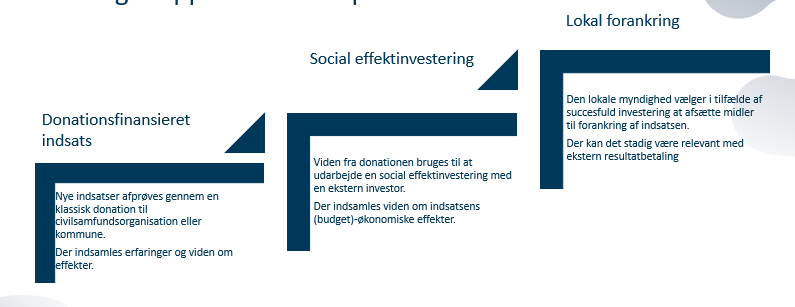 Lokal forankring
Social effektinvestering
Donationsfinansieret
indsats
Den lokale myndighed vælger i tilfælde af
succesfuld investering at afsætte midler
til forankring af indsatsen.
Der kan det stadig være relevant med
ekstern resultatbetaling
Viden fra donationen bruges til at
udarbejde en social effektinvestering med
en ekstern investor.
Der indsamles viden om indsatsens
(budget)-økonomiske effekter.
Nye indsatser afprøves gennem en
klassisk donation til
civilsamfundsorganisation eller
kommune.
Der indsamles erfaringer og viden om
effekter.